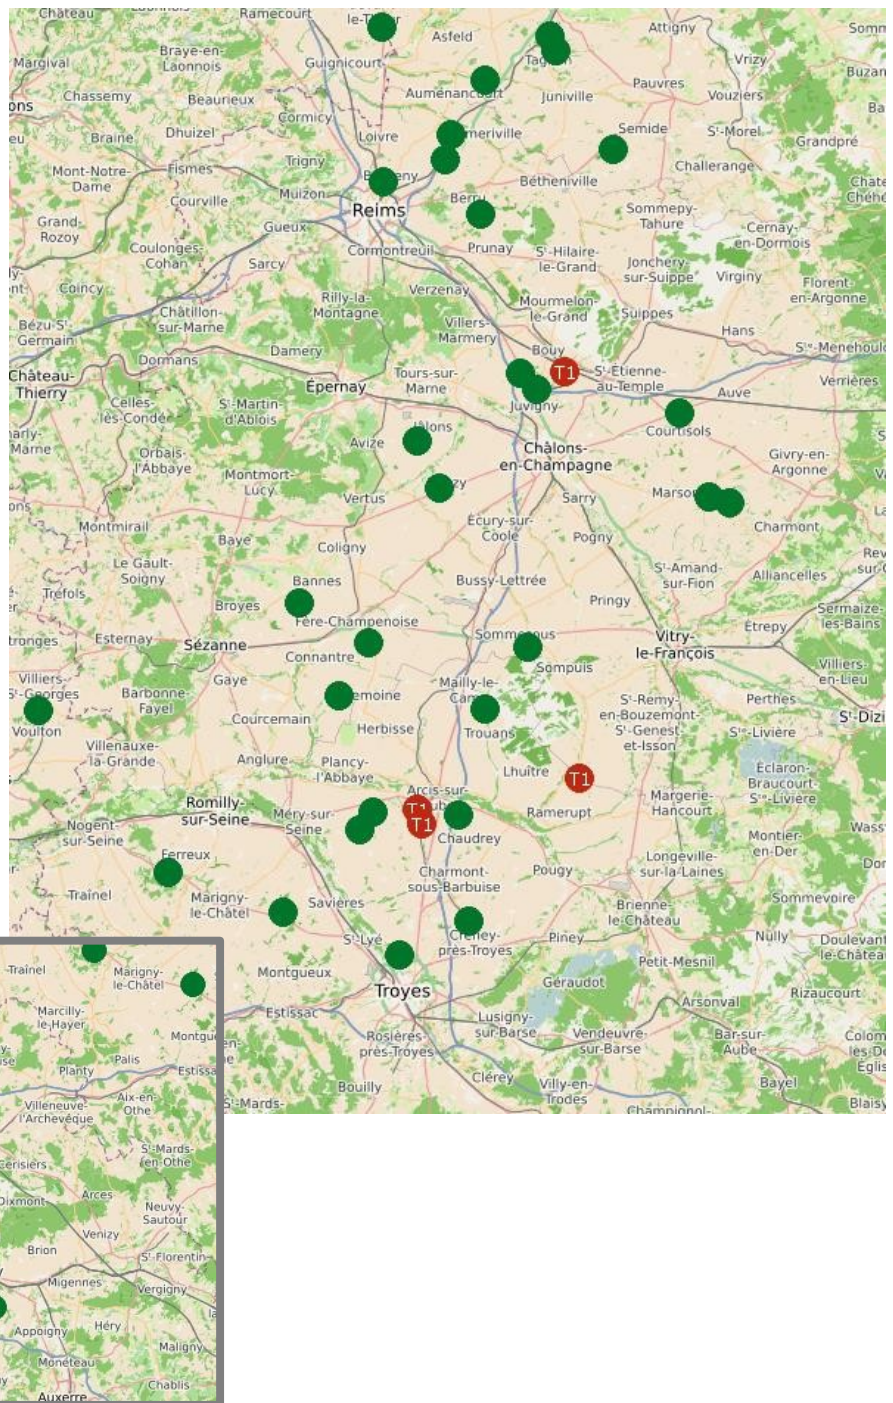 Château
Ramecourt
Attigny
Asfeld
Margival
Braye-en-
Laonnois
Guignicourt
Vrizy
Chassemy
Beaurieux
Aumenancourt
Juniville
Pauvres
Vouziers
Cormicy
Braine
Dhuizel
Loivre
Semide
Sᵗ-Morel
Grandpré
Mont-Notre-
Dame
Fismes
Trigny
Bétheniville
Challerange
Courville
Muizon
Reims
Sommepy-
Tahure
Grand-
Rozoy
Gueux
Cernay-
en-Dormois
Coulonges-
Cohan
Sarcy
Cormontreuil
Prunay
Sᵗ-Hilaire-
le-Grand
Jonchery-
sur-Suippe
Virginy
Coincy
Verzenay
Florent-
en-Argonne
Châtillon-
sur-Marne
Rilly-la-
Montagne
Mourmelon-
le-Grand
Suippes
Bézu-Sᵗ-
Germain
Villers-
Marmery
Hans
Dormans
Damery
Bouy
Château-
Thierry
Épernay
Tours-sur-
Marne
T1
Sᵗ-Étienne-
au-Temple
Auve
Verrières
Celles-
lès-Condé
Sᵗ-Martin-
d'Ablois
Juvigny
Avize
Courtisols
Orbais-
l'Abbaye
Châlons-
en-Champagne
Givry-en-
Argonne
Montmort-
Lucy
Vertus
Sarry
Montmirail
Écury-sur-
Coole
Charmont
Baye
Coligny
Pogny
Le Gault-
Soigny
Bannes
Bussy-Lettrée
Sᵗ-Amand-
sur-Fion
Alliancelles
Tréfols
Broyes
Pringy
Sermaize-
les-Bains
Fère-Champenoise
Esternay
Sézanne
Connantre
Vitry-
le-François
Étrepy
Sompuis
Villers-
en-Lieu
Villiers-
Sᵗ-Georges
Barbonne-
Fayel
Gaye
Mailly-le-
Camp
Sᵗ-Remy-
en-Bouzemont-
Sᵗ-Genest-
et-Isson
Perthes
Voulton
Courcemain
Herbisse
Trouans
Sᵗᵉ-Livière
Villenauxe-
la-Grande
Anglure
Plancy-
l'Abbaye
Lhuître
T1
Éclaron-
Braucourt-
Sᵗᵉ-Livière
Romilly-
sur-Seine
Méry-sur-
Seine
Arcis-sur-
T1
T1
Ramerupt
Margerie-
Hancourt
Nogent-
sur-Seine
Chaudrey
Montier-
en-Der
Ferreux
Traînel
Charmont-
sous-Barbuise
Pougy
Longeville-
sur-la-Laines
Marigny-
le-Châtel
Savières
Brienne-
le-Château
Sommevoire
Sᵗ-Lyé
Creney-
près-Troyes
Piney
Nulty
Petit-Mesnil
Montgueux
Troyes
Géraudot
Arsonval
Rizaucourt
Estissac
Lusigny-
sur-Barse
Rosières-
près-Troyes
Vendeuvre-
sur-Barse
Bar-sur-
Aube
Bouilly
Clérey
Villy-en-
Trodes
Bayel
Champignol-
Traînel
Marigny-
le-Châtel
Marcilly-
le-Hayer
Planty
Palis
Villeneuve-
l'Archevêque
Aix-en-
Othe
Cerisiers
Sᵗ-Mards-
en-Othe
Dixmont
Arces
Neuvy-
Sautour
Venizy
Brion
Sᵗ-Florentin
Migennes
Vergigny
Appoigny
Héry
Maligny
Monéteau
Chablis
Auxerre